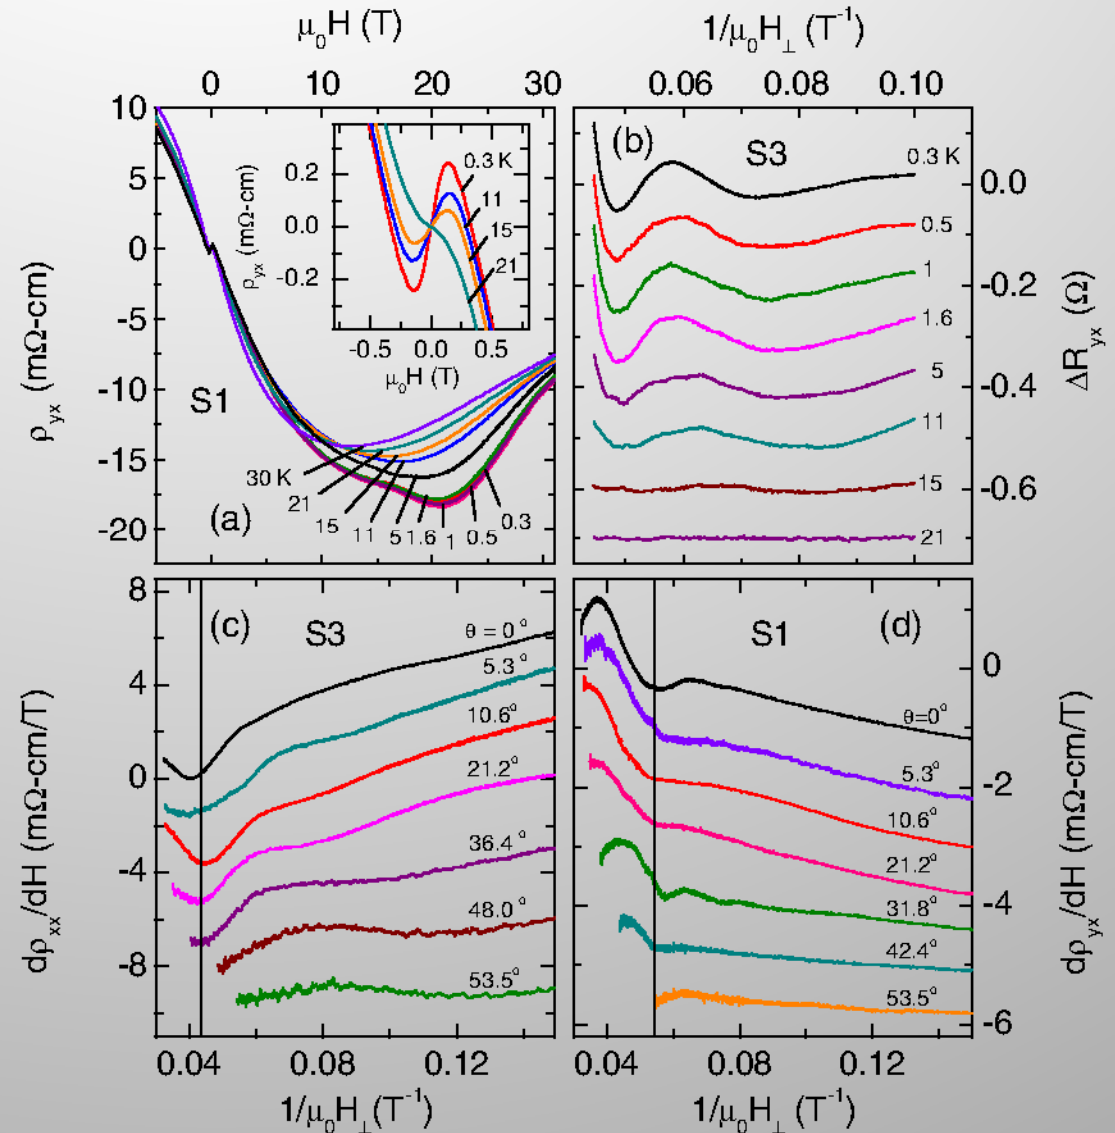 μ₀H (T)
0 10 20 30
1/μ₀H⊥ (T⁻¹)
0.06 0.08 0.10
ρyx (mΩ-cm)
10
5
0
-5
-10
-15
-20
S1
(a)
30 K
21
15
11
5
1.6
1
0.5
0.3
ρyx (mΩ-cm)
0.2
0.0
-0.2
-0.5 0.0 0.5
μ₀H (T)
0.3 K
11
15
21
(b)
S3
0.3 K
0.5
1
1.6
5
11
15
21
0.0
-0.2
-0.4
-0.6
ΔRyx (Ω)
dρxx/dH (mΩ-cm/T)
8
4
0
-4
-8
(c)
S3
θ = 0°
5.3°
10.6°
21.2°
36.4°
48.0°
53.5°
0.04 0.08 0.12
1/μ₀H⊥(T⁻¹)
S1
(d)
θ=0°
5.3°
10.6°
21.2°
31.8°
42.4°
53.5°
0
-2
-4
-6
dρyx/dH (mΩ-cm/T)
0.04 0.08 0.12
1/μ₀H⊥(T⁻¹)